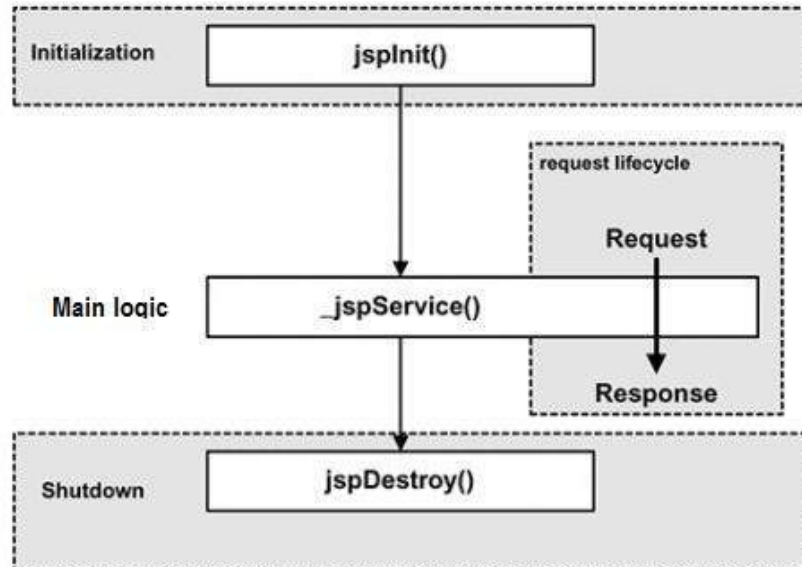 Initialization
jspInit()
request lifecycle
Request
Main logic
_jspService()
Response
Shutdown
jspDestroy()